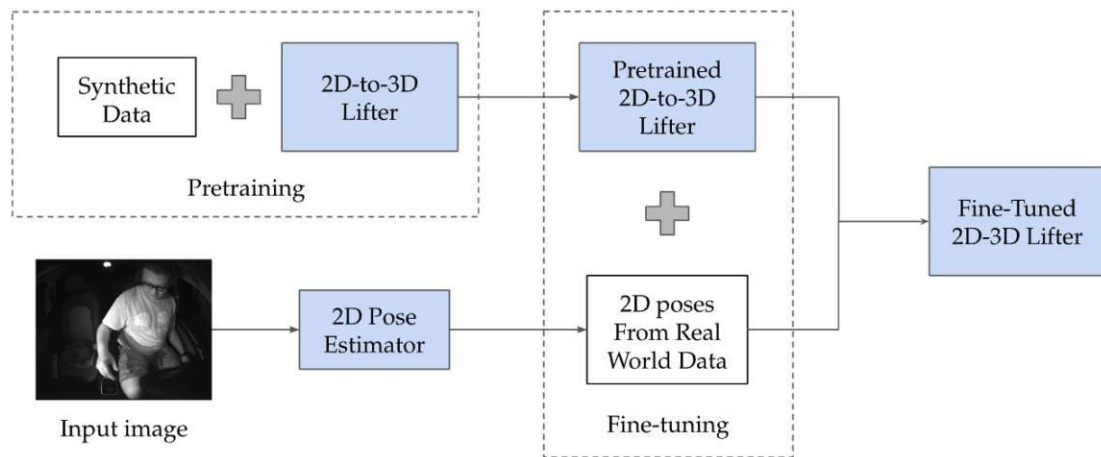 Synthetic
Data
2D-to-3D
Lifter
Pretraining
Pretrained
2D-to-3D
Lifter
Fine-Tuned
2D-3D Lifter
2D Pose
Estimator
2D poses
From Real
World Data
Input image
Fine-tuning